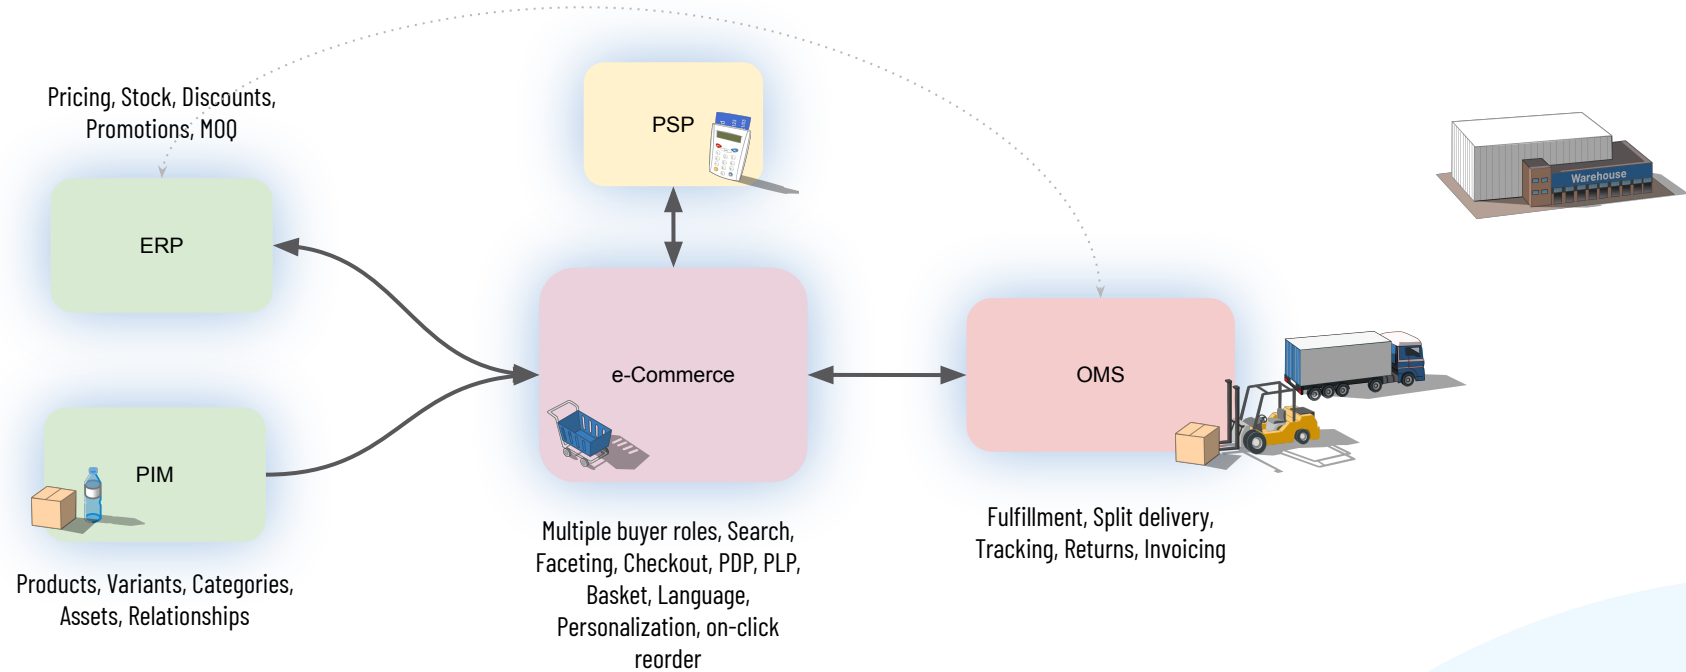 Pricing, Stock, Discounts,
Promotions, MOQ
PSP
Warehouse
ERP
e-Commerce
OMS
PIM
Fulfillment, Split delivery,
Tracking, Returns, Invoicing
Multiple buyer roles, Search,
Faceting, Checkout, PDP, PLP,
Basket, Language,
Personalization, on-click
reorder
Products, Variants, Categories,
Assets, Relationships